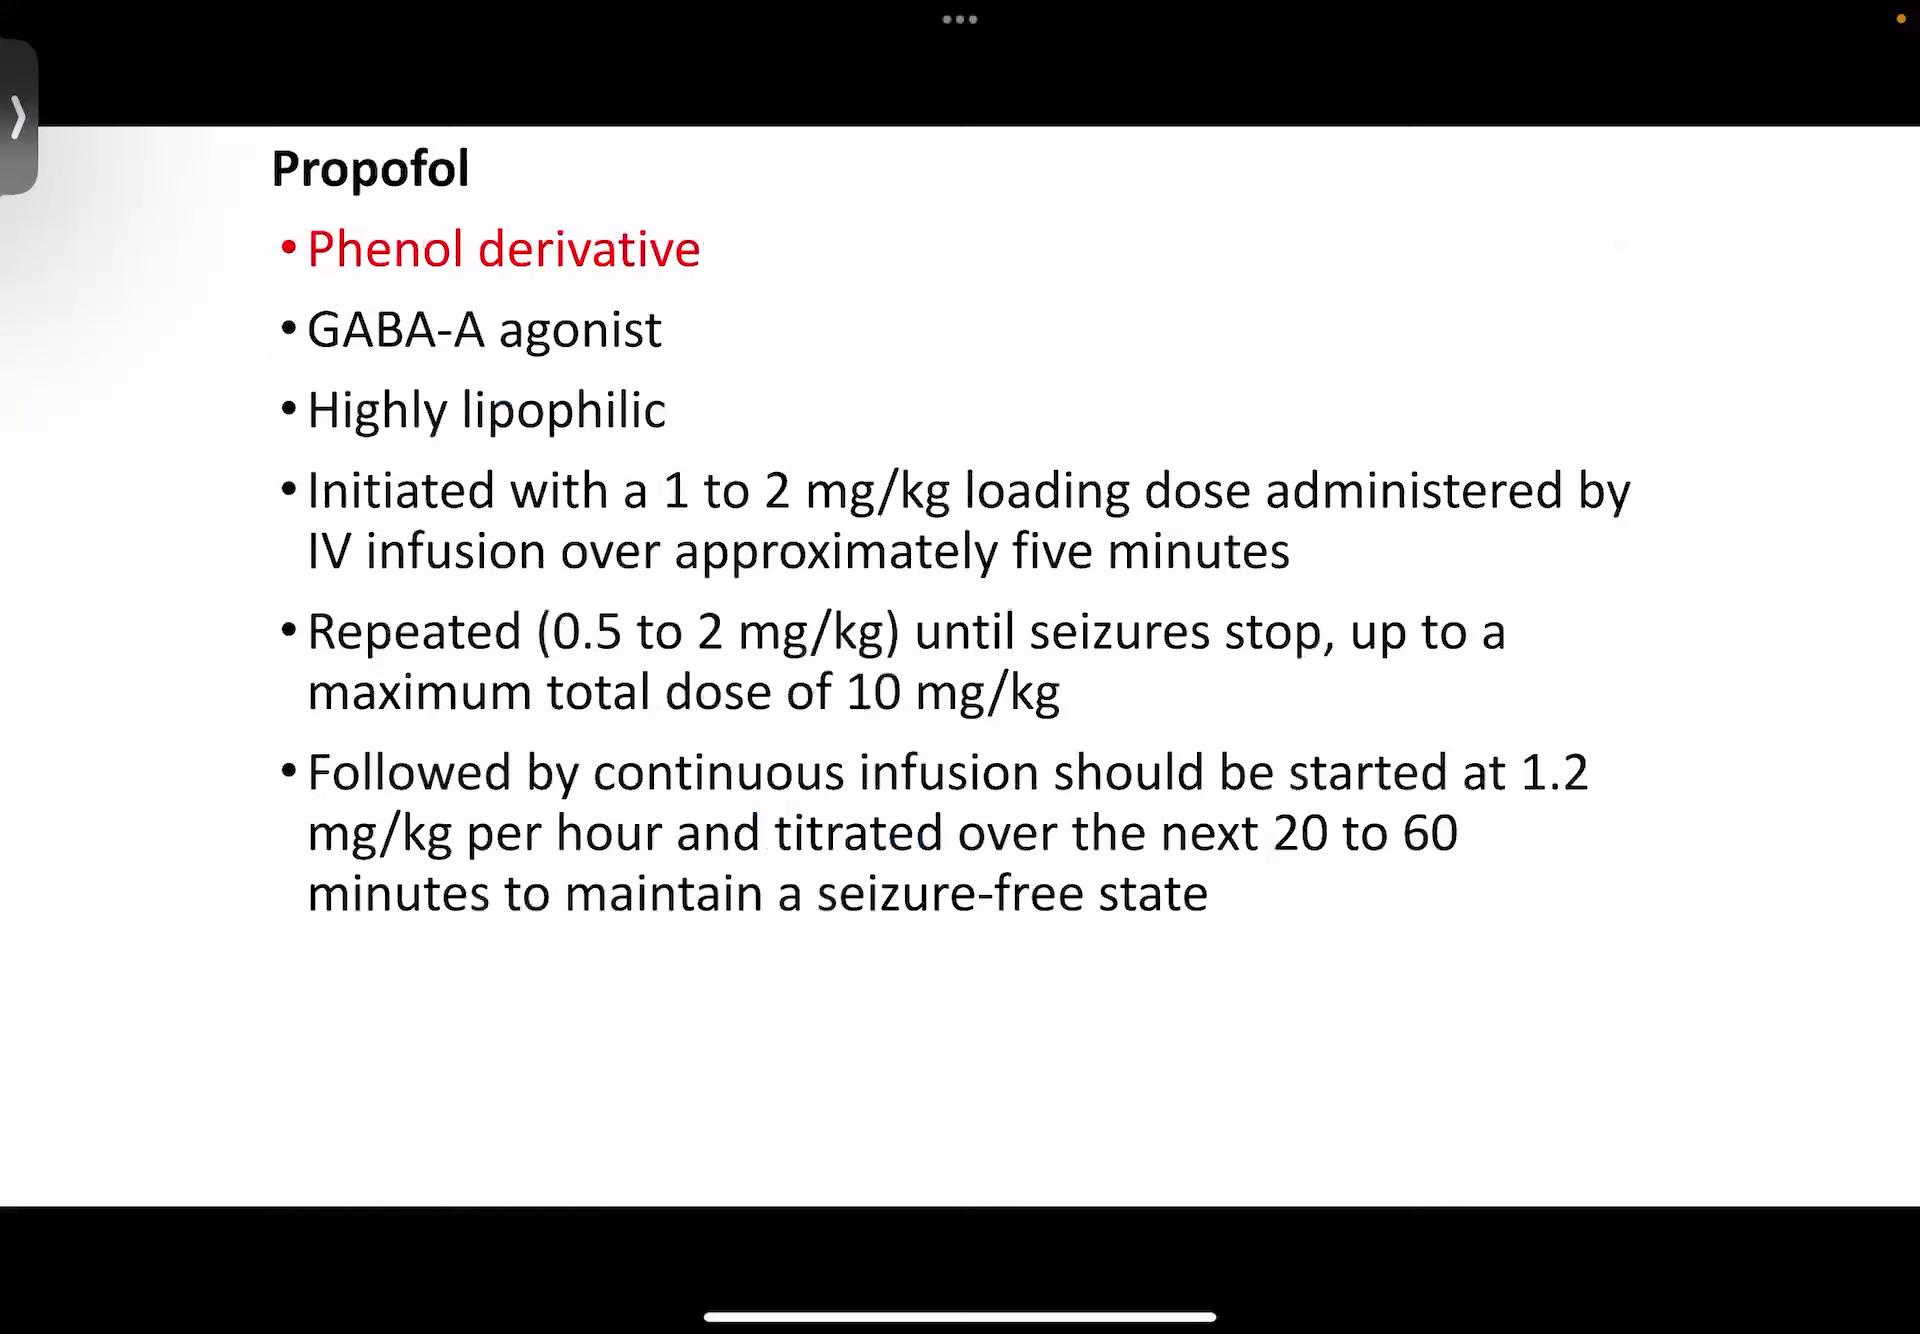 Propofol
• Phenol derivative
• GABA-A agonist
• Highly lipophilic
• Initiated with a 1 to 2 mg/kg loading dose administered by
IV infusion over approximately five minutes
• Repeated (0.5 to 2 mg/kg) until seizures stop, up to a
maximum total dose of 10 mg/kg
• Followed by continuous infusion should be started at 1.2
mg/kg per hour and titrated over the next 20 to 60
minutes to maintain a seizure-free state